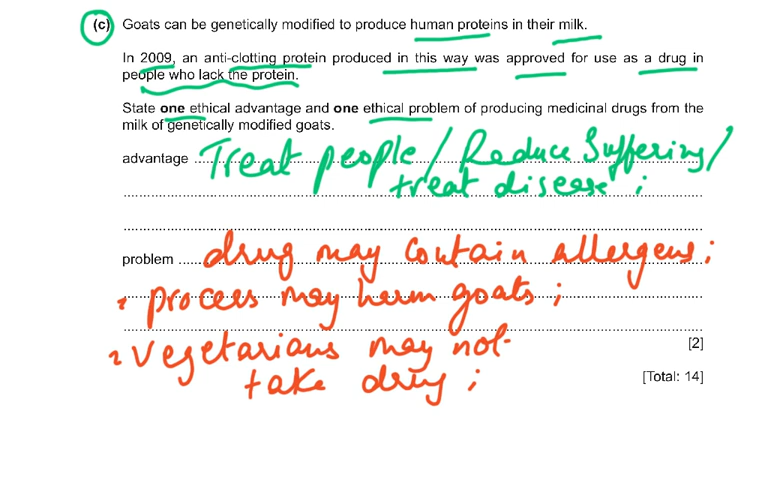 (c) Goats can be genetically modified to produce human proteins in their milk.
In 2009, an anti-clotting protein produced in this way was approved for use as a drug in
people who lack the protein.
State one ethical advantage and one ethical problem of producing medicinal drugs from the
milk of genetically modified goats.
advantage Treat people / Reduce Suffering /
treat disease ;
problem drug may contain allergens ;
process may harm goats ;
vegetarians may not
[2]
take drug ;
[Total: 14]